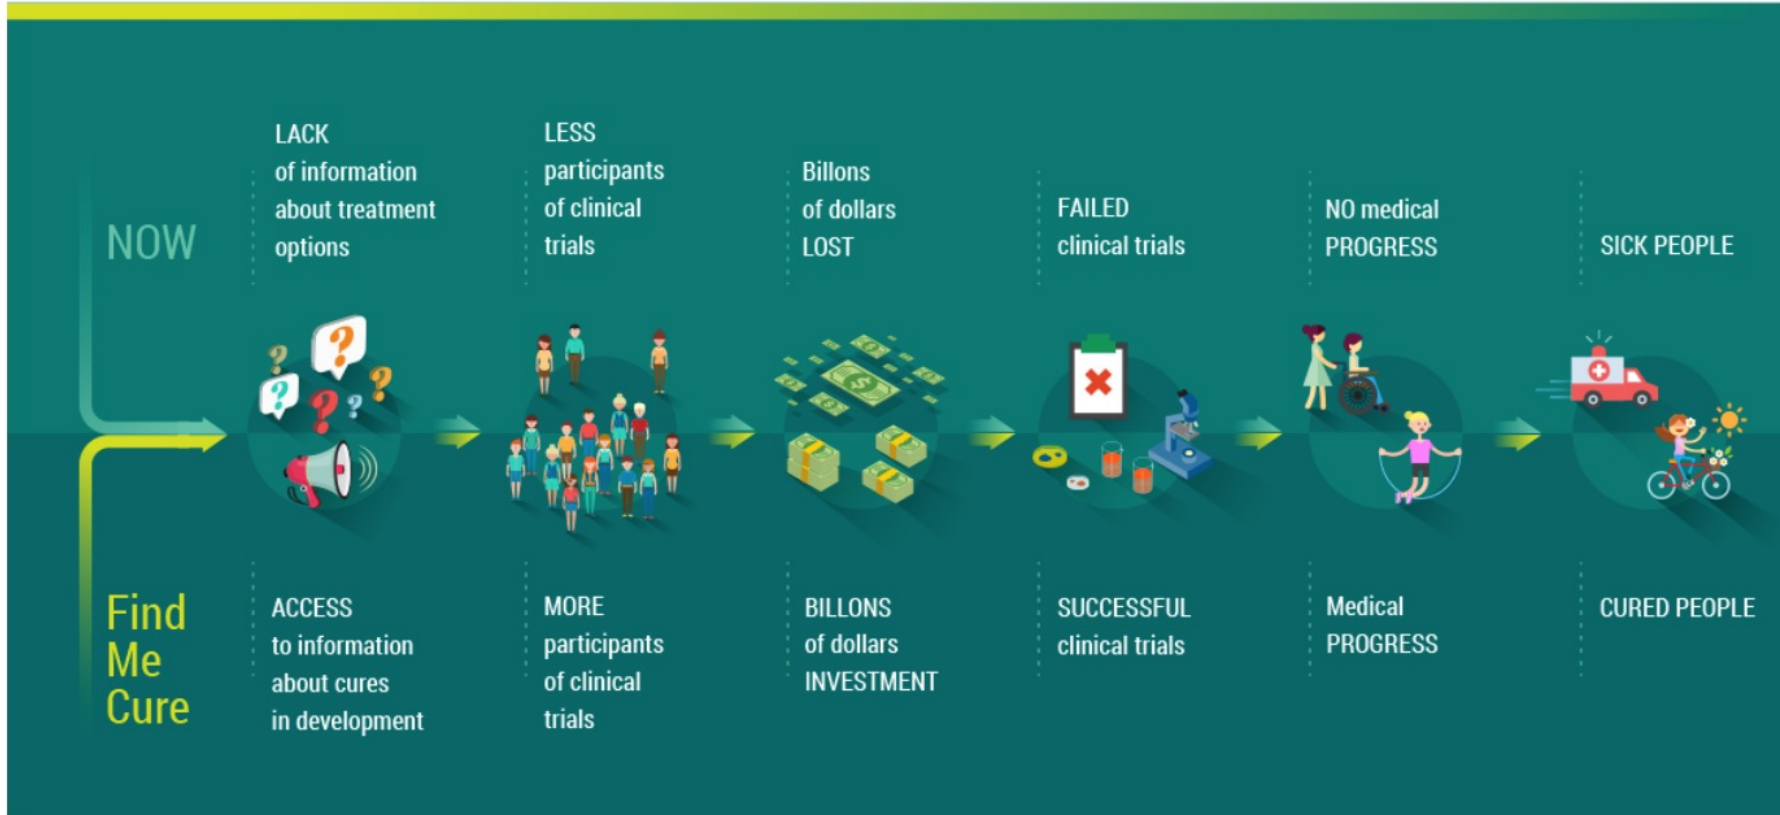 NOW
LACK
of information
about treatment
options
LESS
participants
of clinical
trials
Billons
of dollars
LOST
FAILED
clinical trials
NO medical
PROGRESS
SICK PEOPLE
Find
Me
Cure
ACCESS
to information
about cures
in development
MORE
participants
of clinical
trials
BILLONS
of dollars
INVESTMENT
SUCCESSFUL
clinical trials
Medical
PROGRESS
CURED PEOPLE